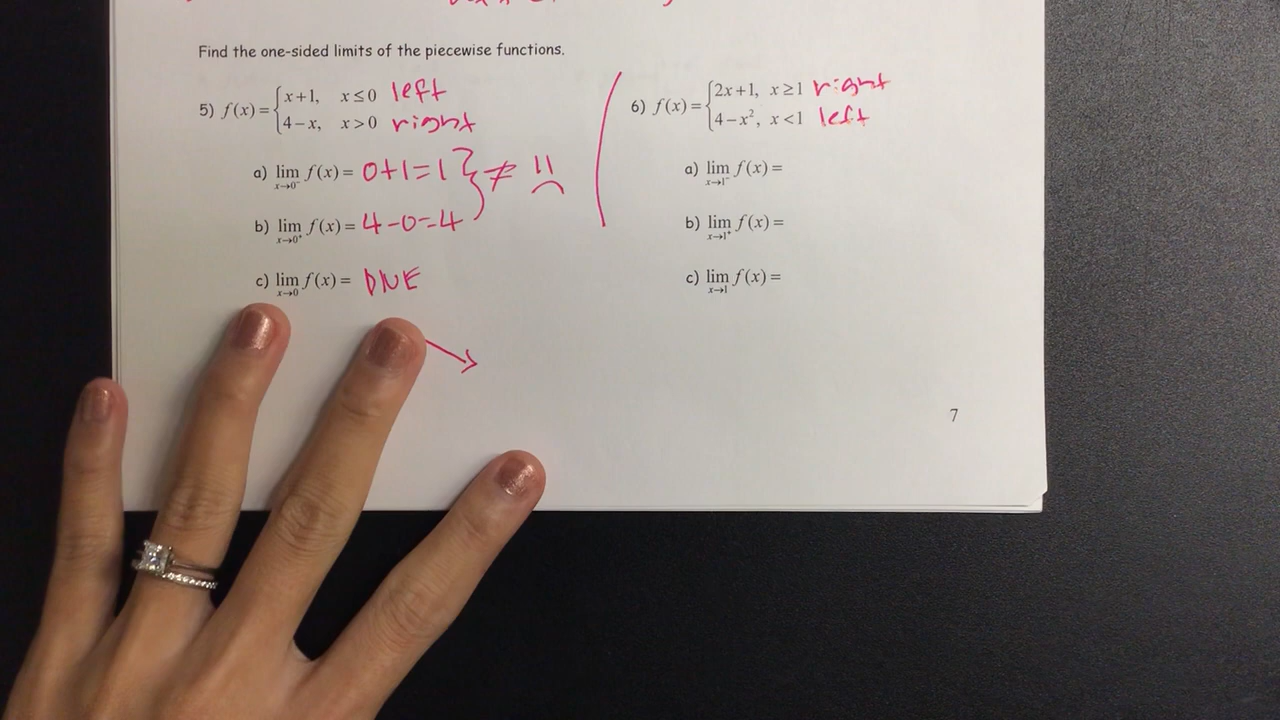 Find the one-sided limits of the piecewise functions.
5) f(x) = { x+1, x≤0 left
4−x, x>0 right
a) lim x→0⁻ f(x) = 0+1=1 } ≠
b) lim x→0⁺ f(x) = 4-0=4
c) lim x→0 f(x) = DNE
6) f(x) = { 2x+1, x≥1 right
4−x², x<1 left
a) lim x→1⁻ f(x) =
b) lim x→1⁺ f(x) =
c) lim x→1 f(x) =
7